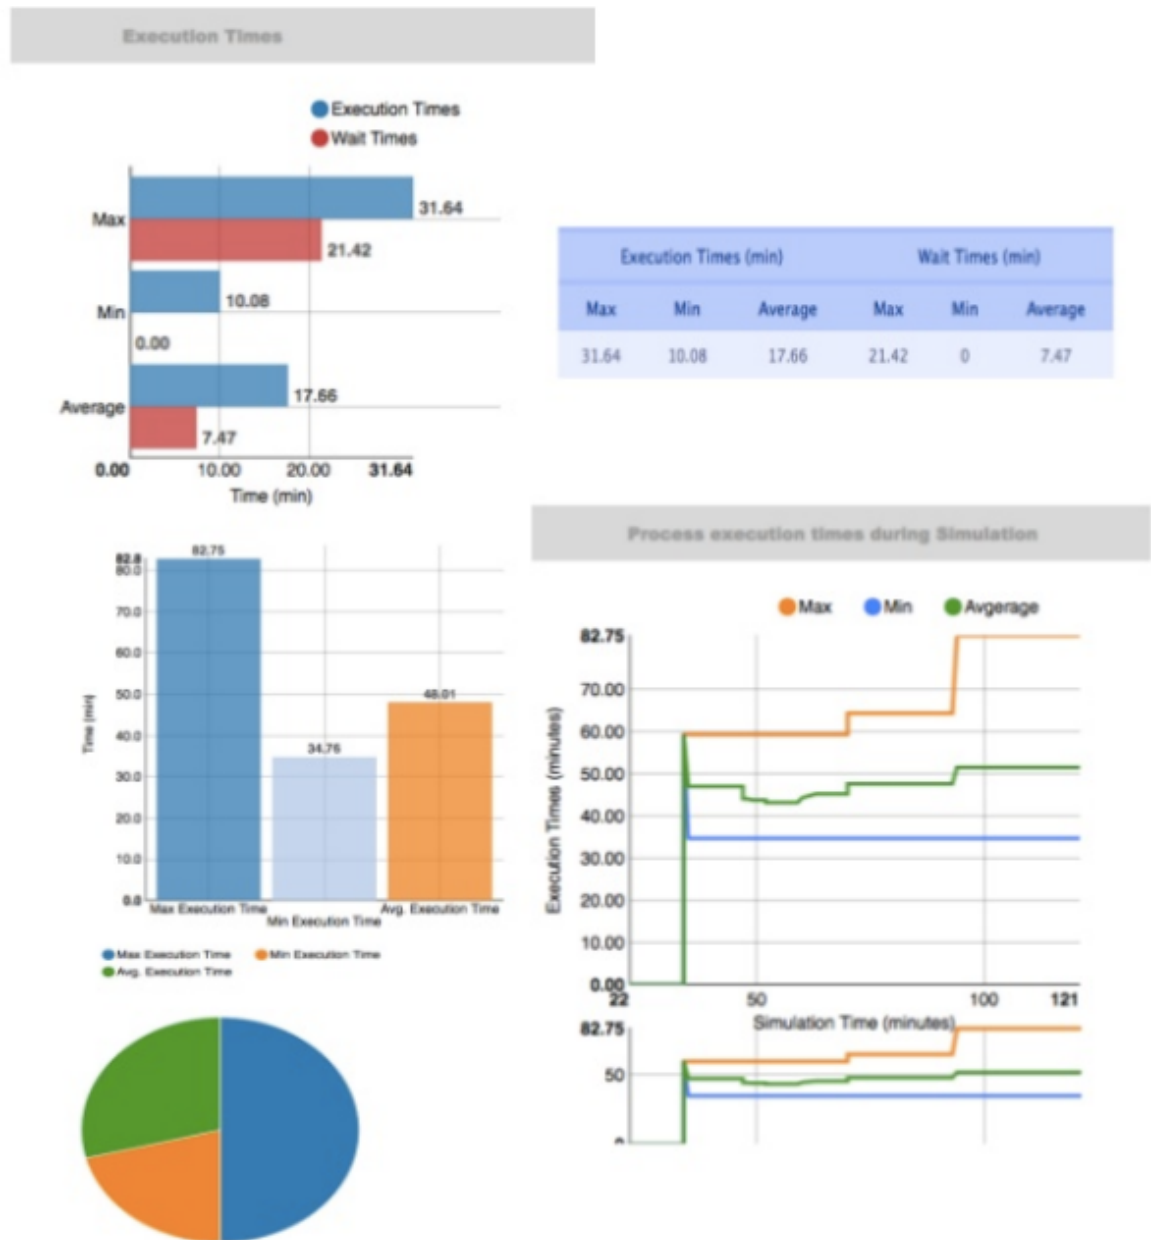 Execution Times
Execution Times
Wait Times
Max
31.64
21.42
Min
10.08
0.00
Average
17.66
7.47
0.00 10.00 20.00 31.64
Time (min)
Execution Times (min) Wait Times (min)
Max Min Average Max Min Average
31.64 10.08 17.66 21.42 0 7.47
82.75
82.8
80.0
70.0
60.0
50.0
40.0
30.0
20.0
10.0
0.0
Time (min)
34.76
48.01
Max Execution Time Min Execution Time Avg. Execution Time
Max Execution Time Min Execution Time
Avg. Execution Time
Process execution times during Simulation
Max Min Avgerage
82.75
70.00
60.00
50.00
40.00
30.00
20.00
10.00
0.00
Execution Times (minutes)
22 50 100 121
Simulation Time (minutes)
82.75
50
0